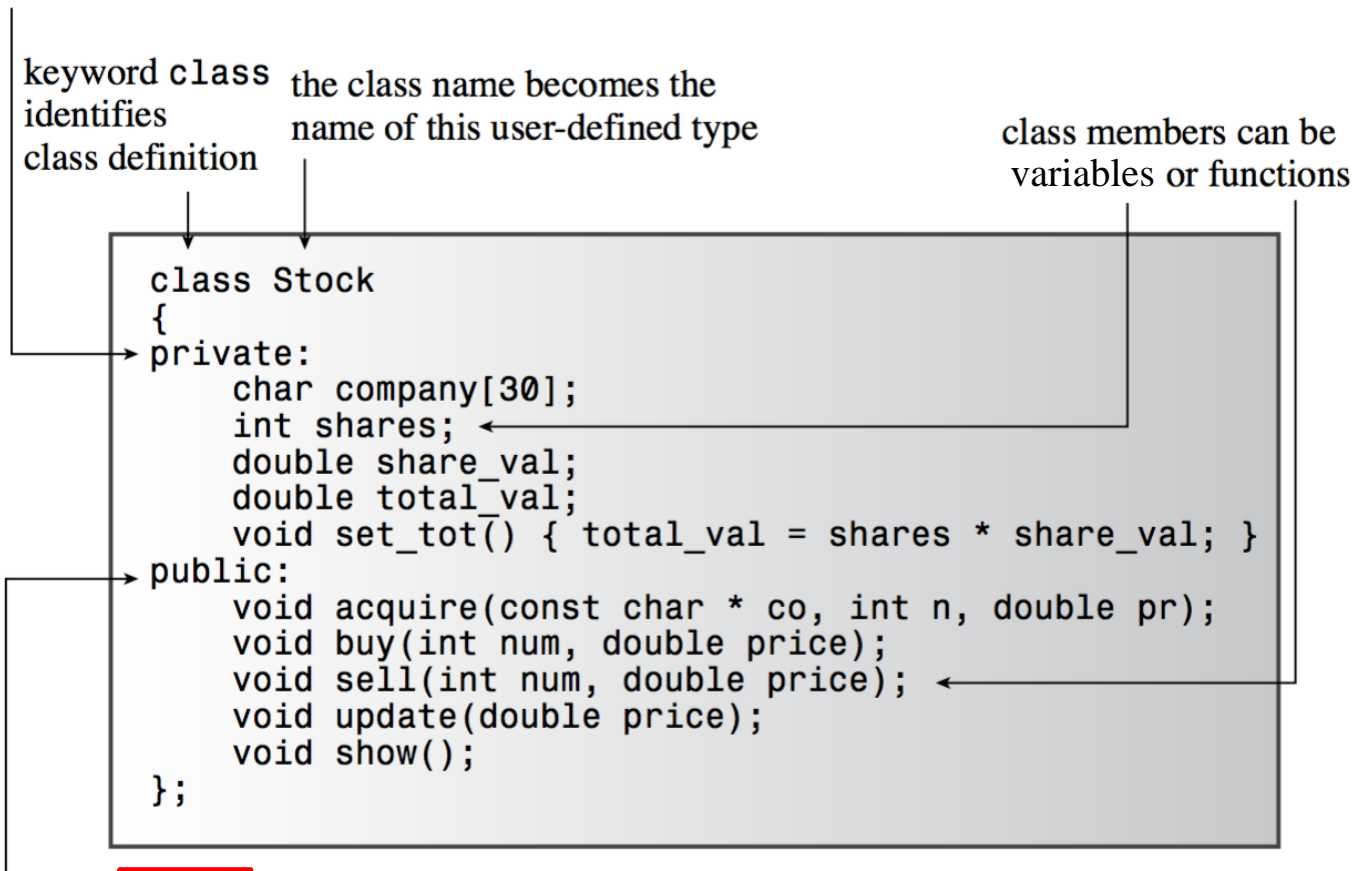 keyword class
identifies
class definition
the class name becomes the
name of this user-defined type
class members can be
variables or functions
class Stock
{
private:
    char company[30];
    int shares;
    double share_val;
    double total_val;
    void set_tot() { total_val = shares * share_val; }
public:
    void acquire(const char * co, int n, double pr);
    void buy(int num, double price);
    void sell(int num, double price);
    void update(double price);
    void show();
};